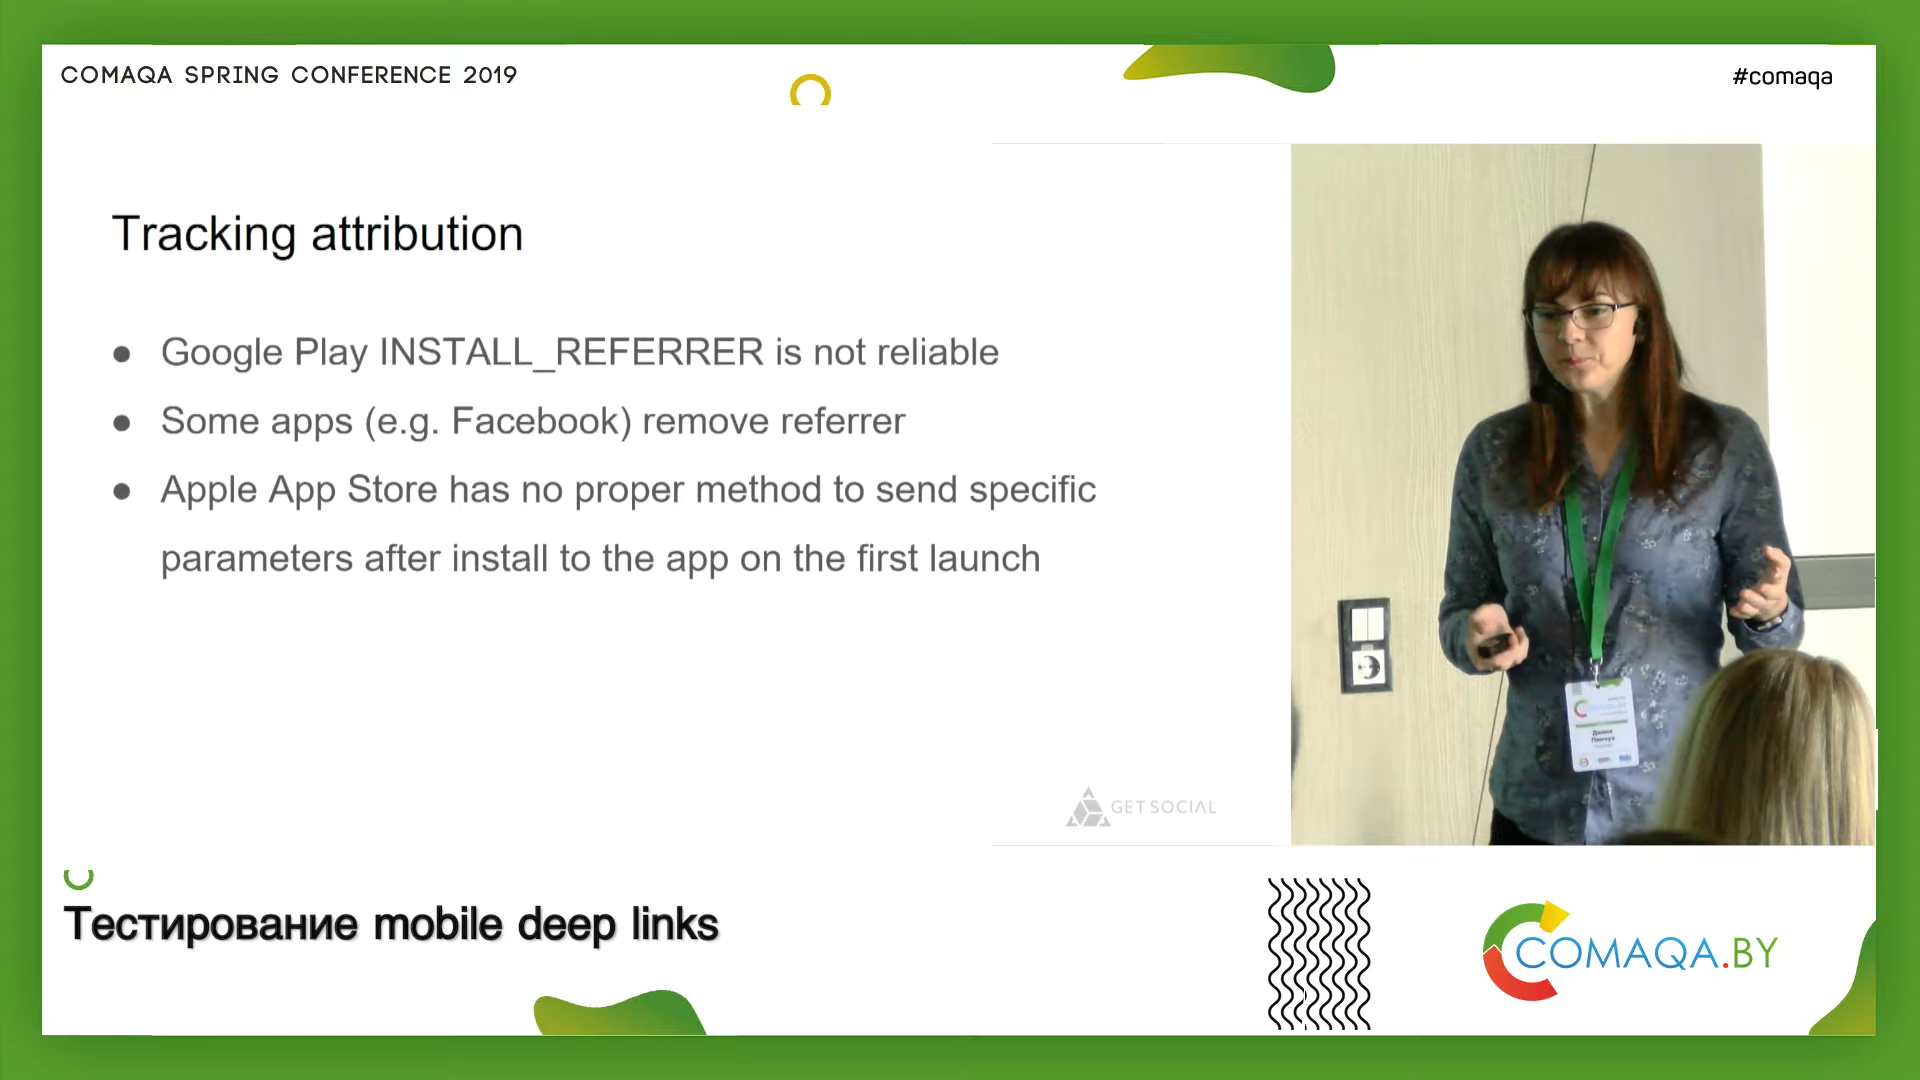 COMAQA SPRING CONFERENCE 2019
#comaqa
Tracking attribution
● Google Play INSTALL_REFERRER is not reliable
● Some apps (e.g. Facebook) remove referrer
● Apple App Store has no proper method to send specific
parameters after install to the app on the first launch
GETSOCIAL
Тестирование mobile deep links
COMAQA.BY